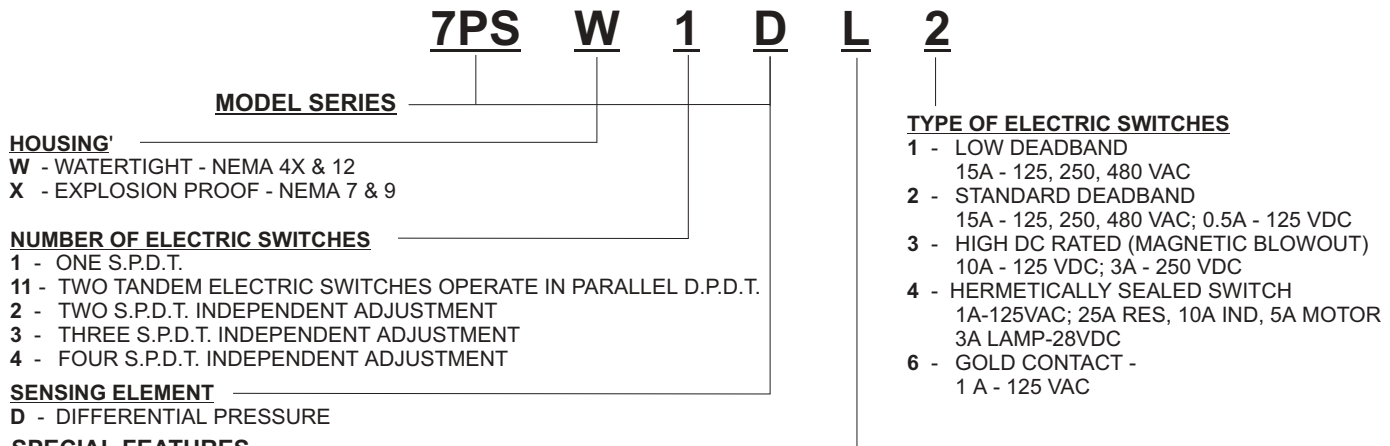 7PS W 1 D L 2
MODEL SERIES
HOUSING'
W - WATERTIGHT - NEMA 4X & 12
X - EXPLOSION PROOF - NEMA 7 & 9
NUMBER OF ELECTRIC SWITCHES
1 - ONE S.P.D.T.
11 - TWO TANDEM ELECTRIC SWITCHES OPERATE IN PARALLEL D.P.D.T.
2 - TWO S.P.D.T. INDEPENDENT ADJUSTMENT
3 - THREE S.P.D.T. INDEPENDENT ADJUSTMENT
4 - FOUR S.P.D.T. INDEPENDENT ADJUSTMENT
SENSING ELEMENT
D - DIFFERENTIAL PRESSURE
SPECIAL FEATURES
TYPE OF ELECTRIC SWITCHES
1 - LOW DEADBAND
15A - 125, 250, 480 VAC
2 - STANDARD DEADBAND
15A - 125, 250, 480 VAC; 0.5A - 125 VDC
3 - HIGH DC RATED (MAGNETIC BLOWOUT)
10A - 125 VDC; 3A - 250 VDC
4 - HERMETICALLY SEALED SWITCH
1A-125VAC; 25A RES, 10A IND, 5A MOTOR
3A LAMP-28VDC
6 - GOLD CONTACT -
1 A - 125 VAC